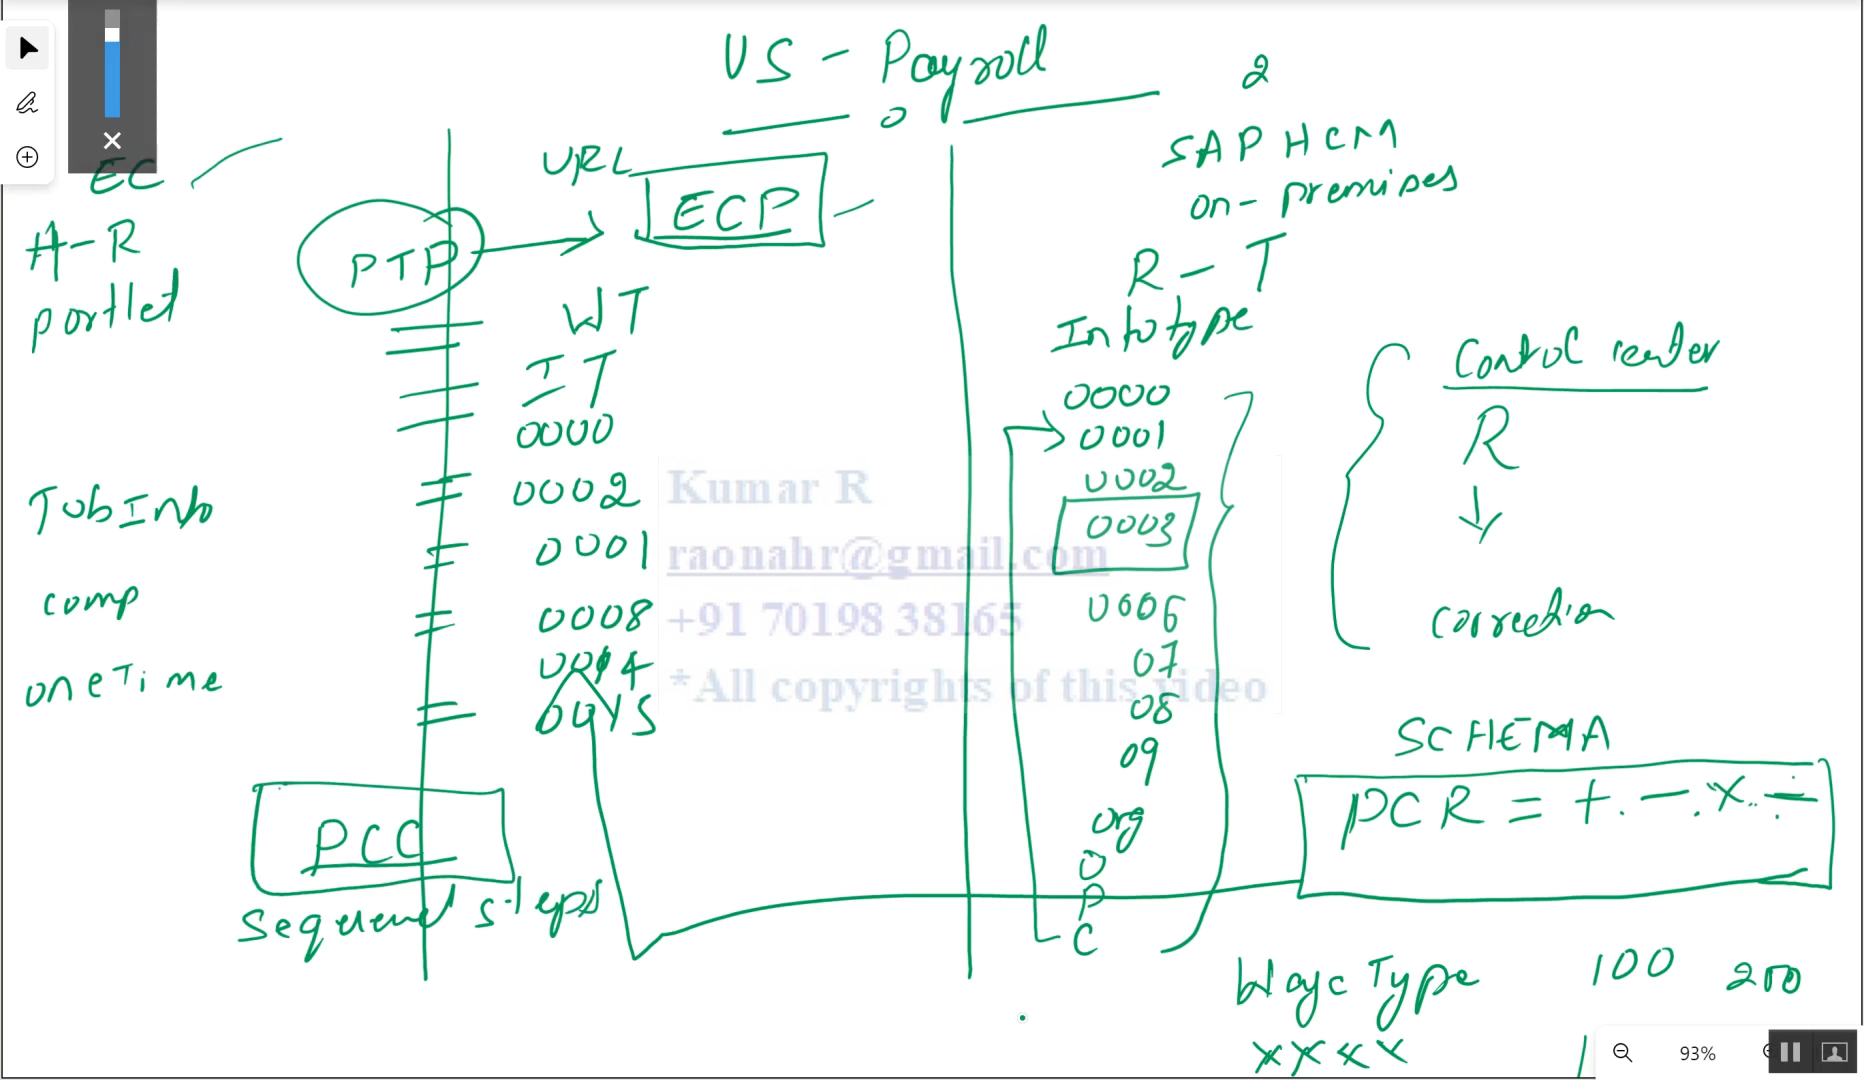 US - Payroll
2
EC
A-R
portlet
PTP
URL
ECP
WT
IT
0000
0002
0001
0008
0014
0015
JobInfo
comp
oneTime
PCC
Sequence steps
SAP HCM
on-premises
R - T
Infotype
0000
0001
0002
0003
0006
07
08
09
org
O
P
C
Control center
R
correction
SCHEMA
PCR = + . - . x . ÷
Wage Type 100 200
xxxx
Kumar R
raonahr@gmail.com
+91 70198 38165
*All copyrights of this video
93%